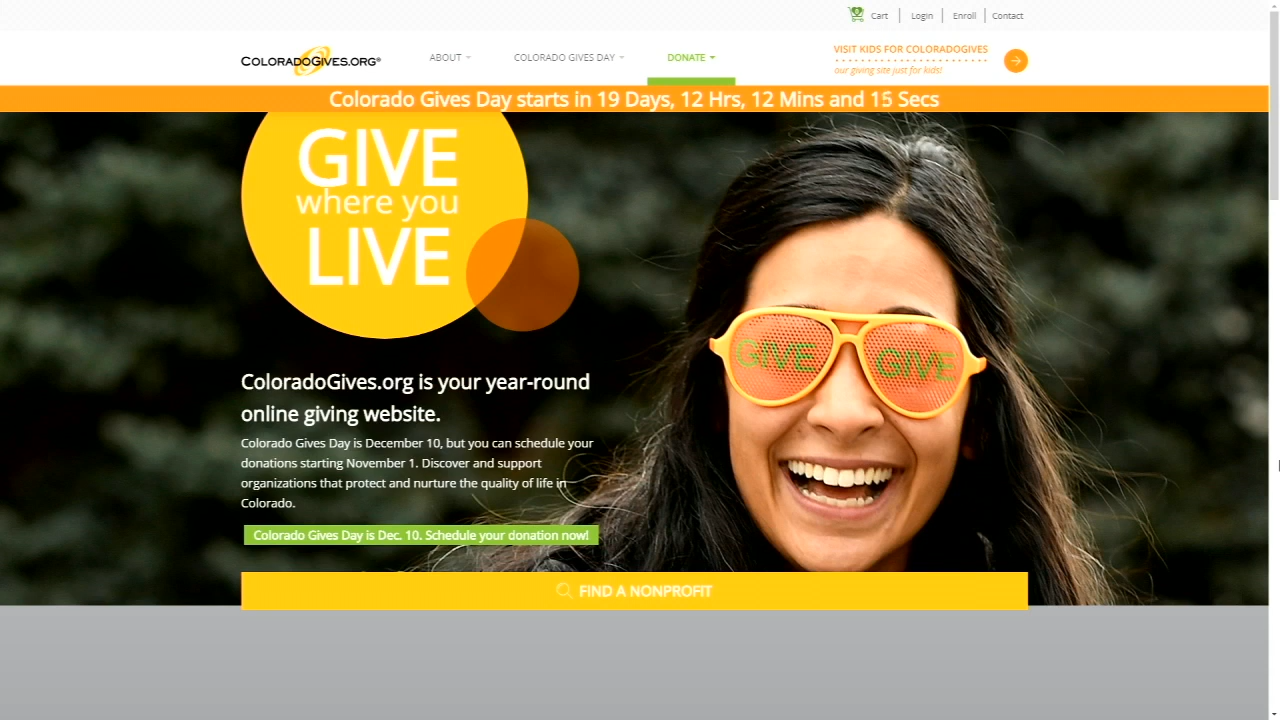 Cart
Login
Enroll
Contact
COLORADOGIVES.ORG®
ABOUT
COLORADO GIVES DAY
DONATE
VISIT KIDS FOR COLORADOGIVES
our giving site just for kids!
Colorado Gives Day starts in 19 Days, 12 Hrs, 12 Mins and 15 Secs
GIVE
where you
LIVE
GIVE GIVE
ColoradoGives.org is your year-round
online giving website.
Colorado Gives Day is December 10, but you can schedule your
donations starting November 1. Discover and support
organizations that protect and nurture the quality of life in
Colorado.
Colorado Gives Day is Dec. 10. Schedule your donation now!
FIND A NONPROFIT